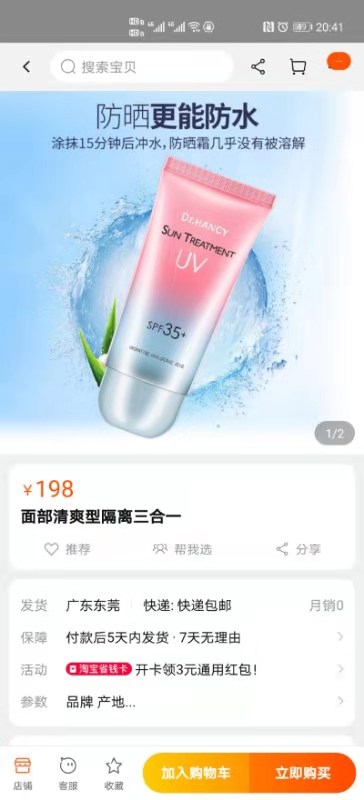 20:41
搜索宝贝
防晒更能防水
涂抹15分钟后冲水，防晒霜几乎没有被溶解
DR.HANCY
SUN TREATMENT
UV
SPF35+
1/2
￥198
面部清爽型隔离三合一
推荐
帮我选
分享
发货 广东东莞 快递: 快递包邮 月销0
保障 付款后5天内发货 · 7天无理由
活动 淘宝省钱卡 开卡领3元通用红包!
参数 品牌 产地...
店铺
客服
收藏
加入购物车
立即购买